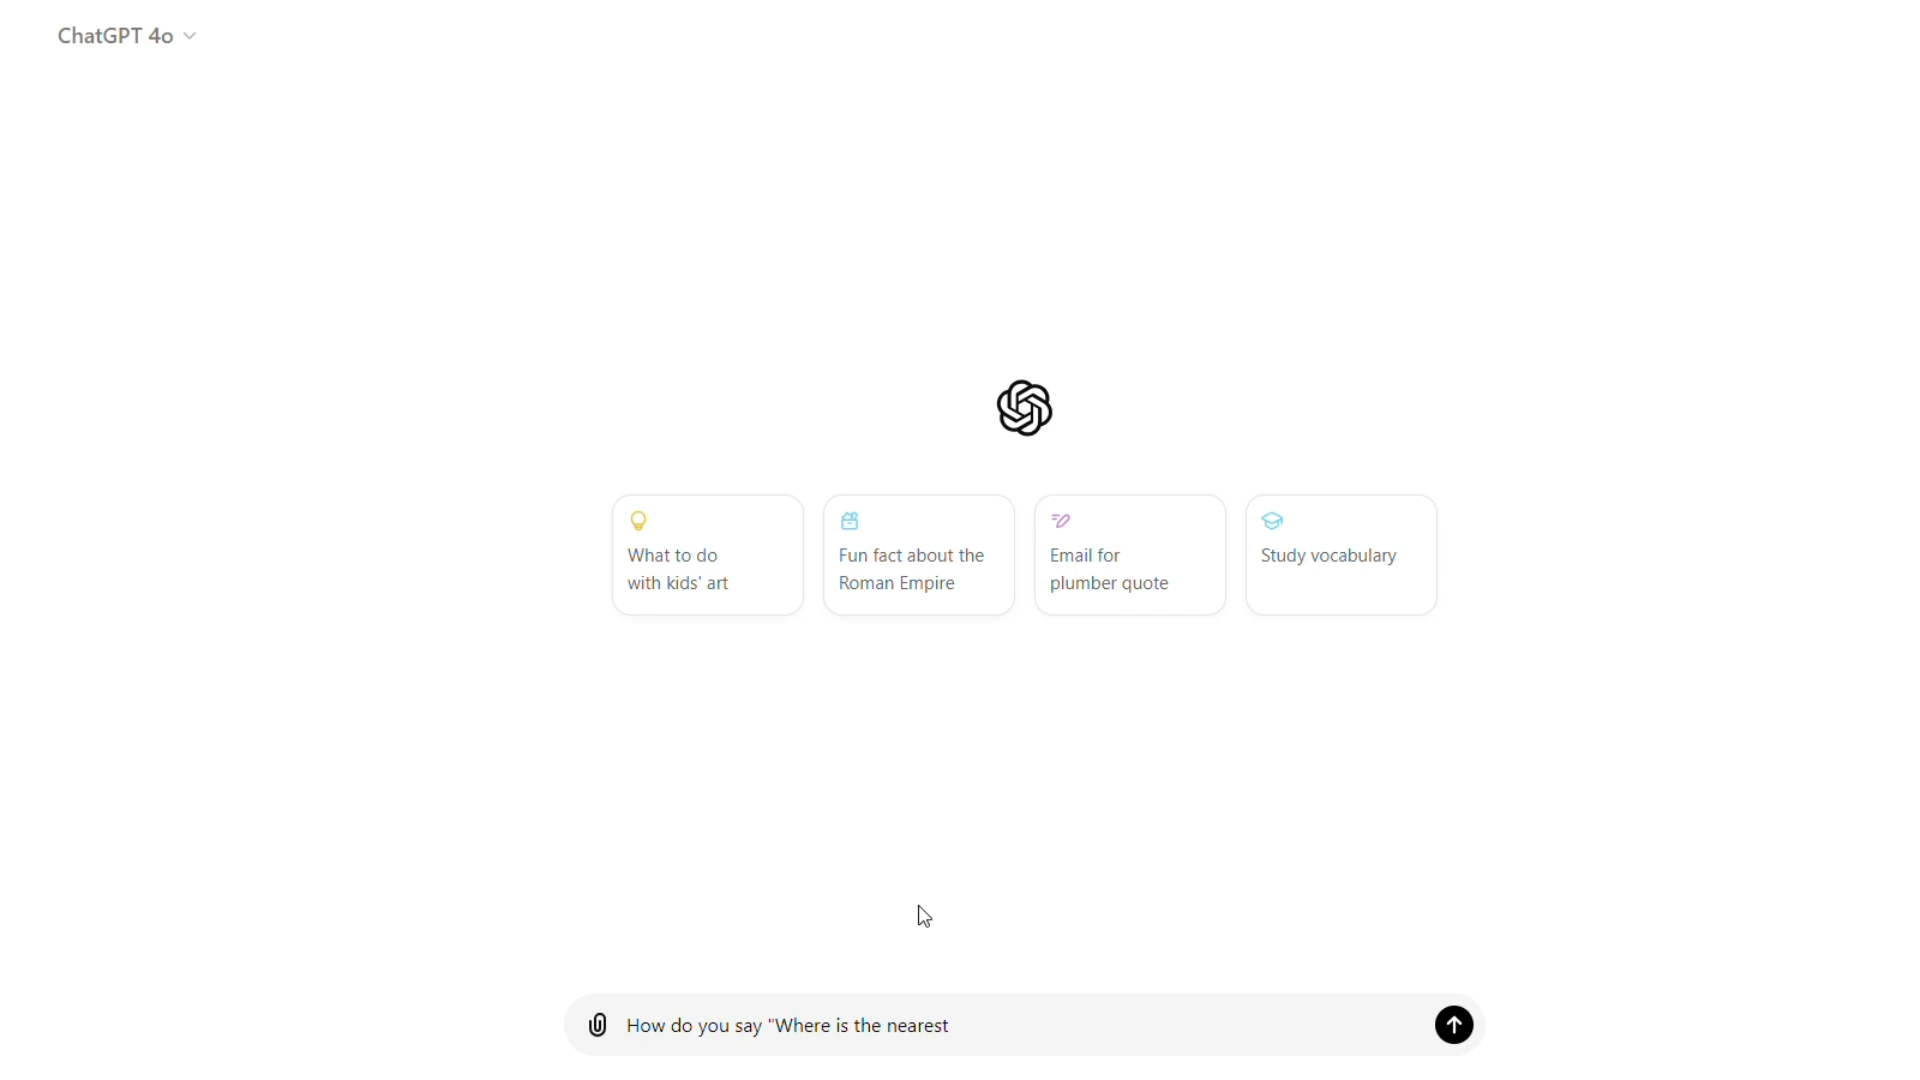 ChatGPT 4o
What to do
with kids' art
Fun fact about the
Roman Empire
Email for
plumber quote
Study vocabulary
How do you say "Where is the nearest